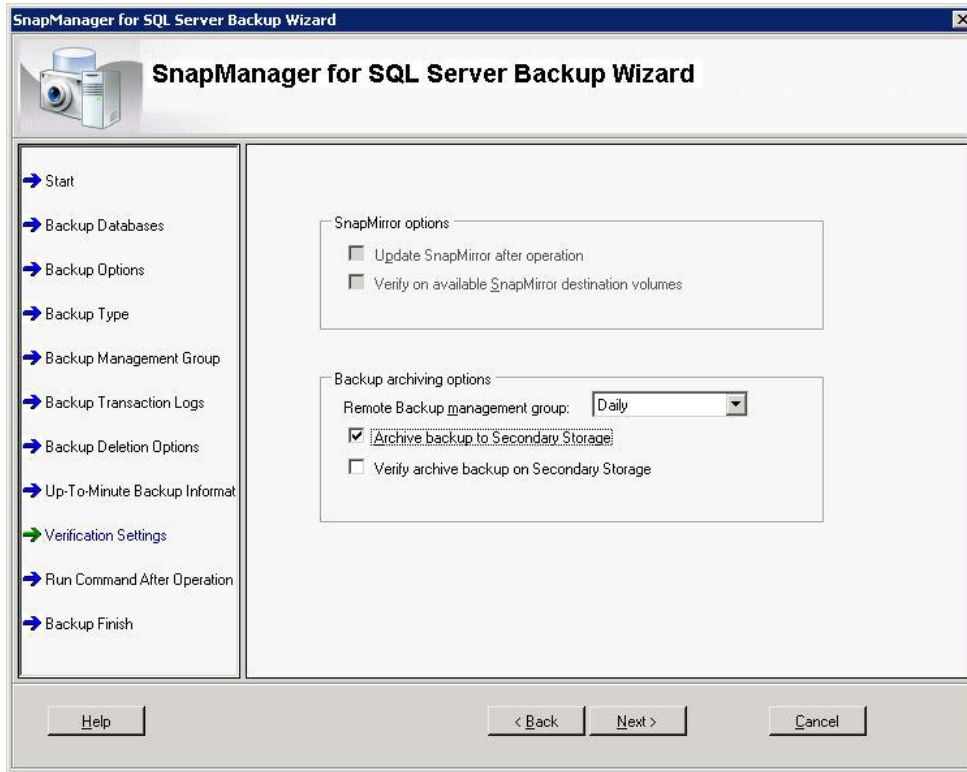 SnapManager for SQL Server Backup Wizard
SnapManager for SQL Server Backup Wizard
Start
Backup Databases
Backup Options
Backup Type
Backup Management Group
Backup Transaction Logs
Backup Deletion Options
Up-To-Minute Backup Informat
Verification Settings
Run Command After Operation
Backup Finish
SnapMirror options
Update SnapMirror after operation
Verify on available SnapMirror destination volumes
Backup archiving options
Remote Backup management group: Daily
Archive backup to Secondary Storage
Verify archive backup on Secondary Storage
Help
< Back
Next >
Cancel